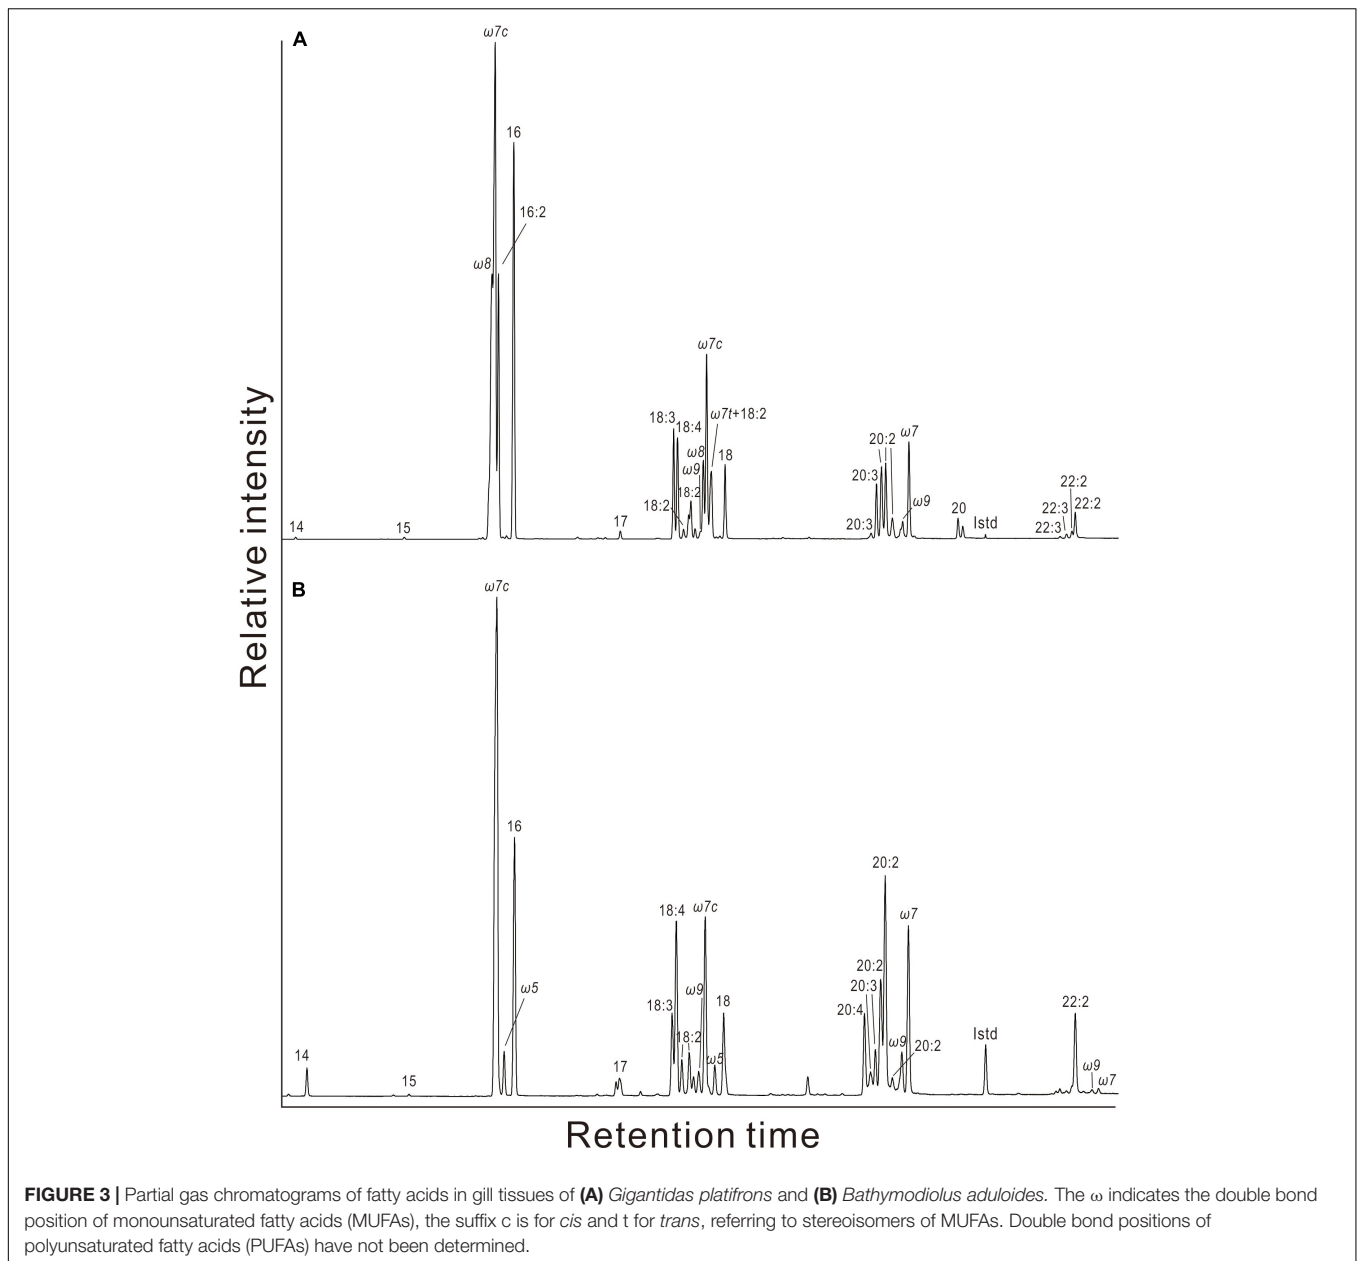 A
ω7c
16
16:2
ω8
ω7c
ω7t+18:2
18:3
18:4
ω8
18
ω9
18:2
18:2
17
14
15
20:2
ω7
20:3
ω9
20:3
20
Istd
22:2
22:3
22:2
22:3
Relative intensity
B
ω7c
16
ω5
14
15
17
18:4
ω7c
18:3
ω9
18
18:2
ω5
20:2
ω7
20:2
20:3
20:4
ω9
20:2
Istd
22:2
ω9
ω7
Retention time
FIGURE 3 | Partial gas chromatograms of fatty acids in gill tissues of (A) Gigantidas platifrons and (B) Bathymodiolus aduloides. The ω indicates the double bond
position of monounsaturated fatty acids (MUFAs), the suffix c is for cis and t for trans, referring to stereoisomers of MUFAs. Double bond positions of
polyunsaturated fatty acids (PUFAs) have not been determined.